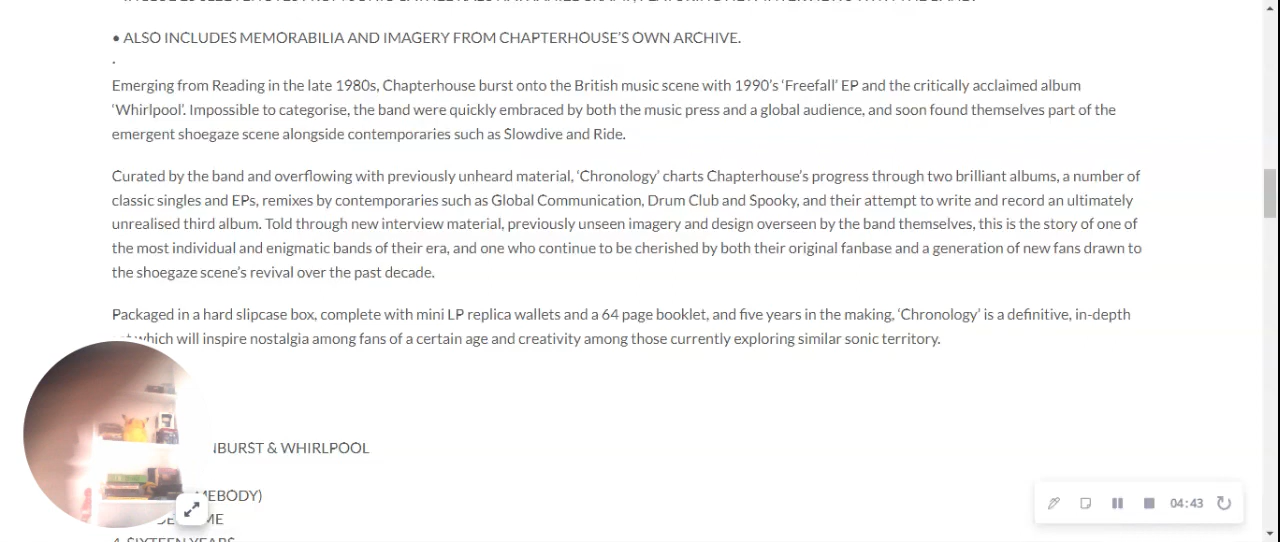 • ALSO INCLUDES MEMORABILIA AND IMAGERY FROM CHAPTERHOUSE'S OWN ARCHIVE.
.
Emerging from Reading in the late 1980s, Chapterhouse burst onto the British music scene with 1990's ‘Freefall’ EP and the critically acclaimed album
‘Whirlpool’. Impossible to categorise, the band were quickly embraced by both the music press and a global audience, and soon found themselves part of the
emergent shoegaze scene alongside contemporaries such as Slowdive and Ride.
Curated by the band and overflowing with previously unheard material, ‘Chronology’ charts Chapterhouse's progress through two brilliant albums, a number of
classic singles and EPs, remixes by contemporaries such as Global Communication, Drum Club and Spooky, and their attempt to write and record an ultimately
unrealised third album. Told through new interview material, previously unseen imagery and design overseen by the band themselves, this is the story of one of
the most individual and enigmatic bands of their era, and one who continue to be cherished by both their original fanbase and a generation of new fans drawn to
the shoegaze scene's revival over the past decade.
Packaged in a hard slipcase box, complete with mini LP replica wallets and a 64 page booklet, and five years in the making, ‘Chronology’ is a definitive, in-depth
which will inspire nostalgia among fans of a certain age and creativity among those currently exploring similar sonic territory.
& WHIRLPOOL
MEBODY)
ME
4. SIXTEEN YEARS
04:43